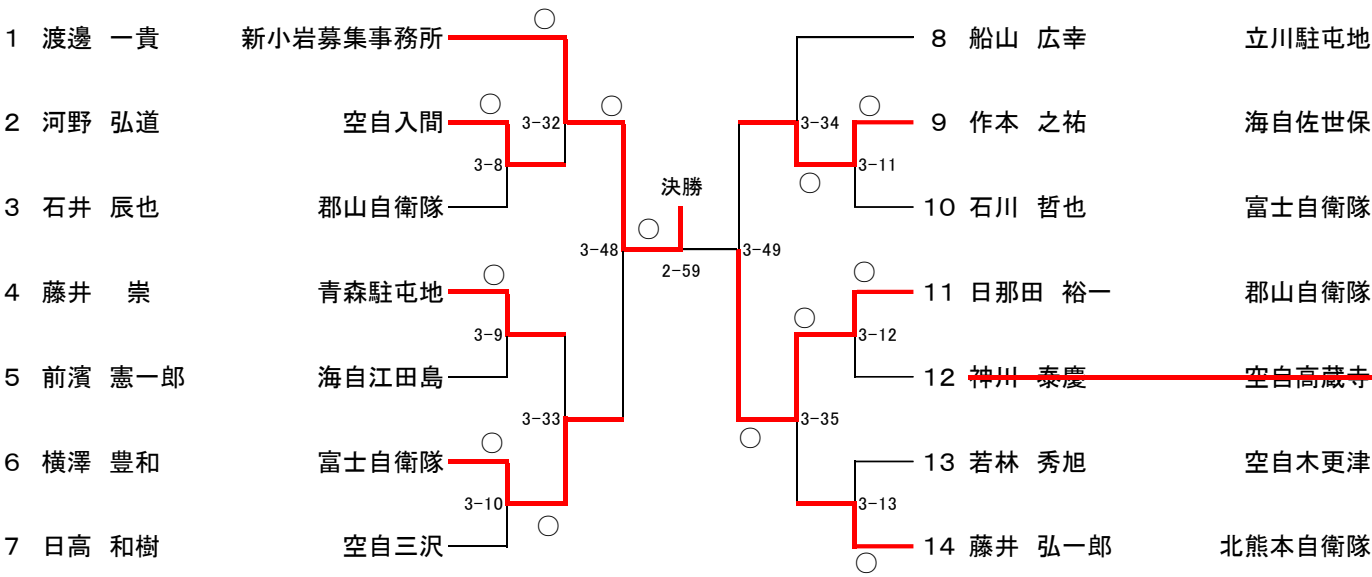 1 渡邊 一貴 新小岩募集事務所
2 河野 弘道 空自入間
3 石井 辰也 郡山自衛隊
4 藤井 崇 青森駐屯地
5 前濱 憲一郎 海自江田島
6 横澤 豊和 富士自衛隊
7 日高 和樹 空自三沢
3-32
3-8
3-48
3-9
3-33
3-10
決勝
2-59
3-34
3-11
3-49
3-12
3-35
3-13
8 船山 広幸 立川駐屯地
9 作本 之祐 海自佐世保
10 石川 哲也 富士自衛隊
11 日那田 裕一 郡山自衛隊
12 神川 泰慶 空自高蔵寺
13 若林 秀旭 空自木更津
14 藤井 弘一郎 北熊本自衛隊